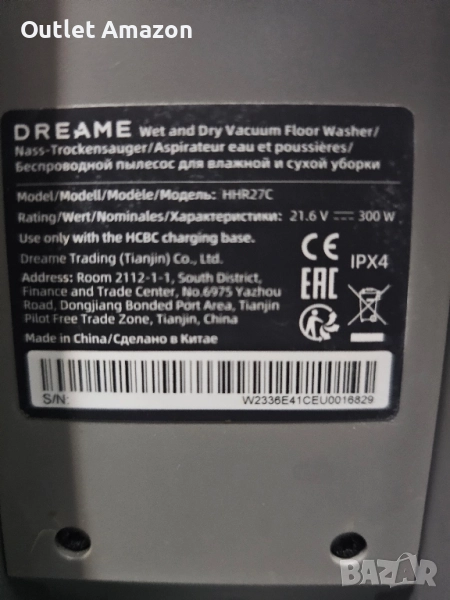 Outlet Amazon
DREAME Wet and Dry Vacuum Floor Washer/
Nass-Trockensauger/Aspirateur eau et poussières/
Беспроводной пылесос для влажной и сухой уборки
Model/Modell/Modèle/Модель: HHR27C
Rating/Wert/Nominales/Характеристики: 21.6 V ⎓ 300 W
Use only with the HCBC charging base.
Dreame Trading (Tianjin) Co., Ltd.
Address: Room 2112-1-1, South District,
Finance and Trade Center, No.6975 Yazhou
Road, Dongjiang Bonded Port Area, Tianjin
Pilot Free Trade Zone, Tianjin, China
Made in China/Сделано в Китае
CE
IPX4
EAC
S/N:
W2336E41CEU0016829
BAZAR